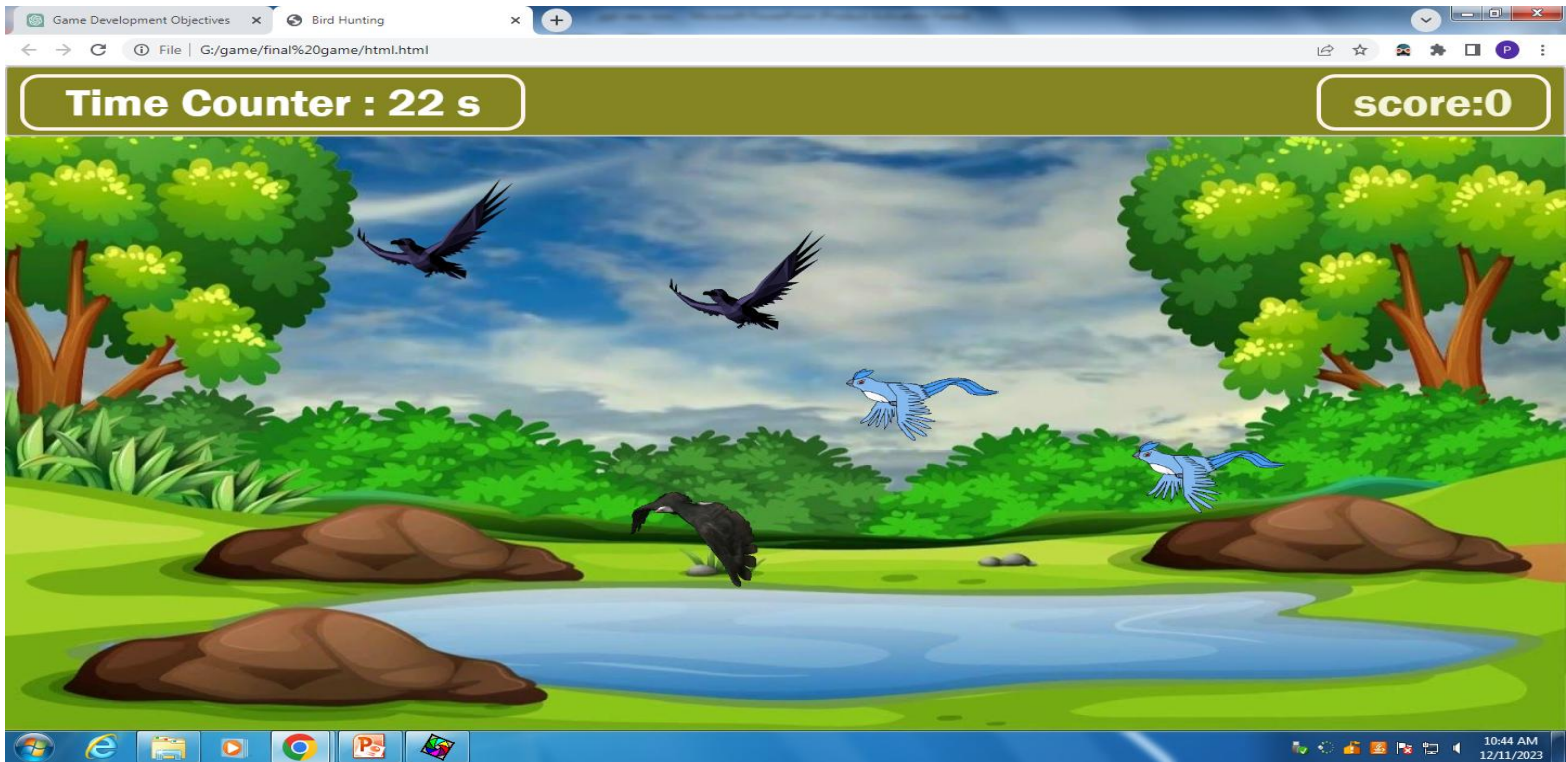 Game Development Objectives
Bird Hunting
File | G:/game/final%20game/html.html
P
Time Counter : 22 s
score:0
10:44 AM
12/11/2023